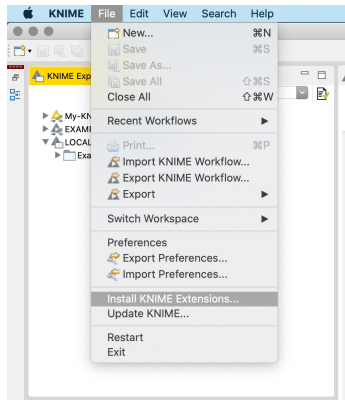 KNIME File Edit View Search Help
New... ⌘N
Save ⌘S
Save As...
Save All ⇧⌘S
Close All ⇧⌘W
Recent Workflows ▶
Print... ⌘P
Import KNIME Workflow...
Export KNIME Workflow...
Export ▶
Switch Workspace ▶
Preferences
Export Preferences...
Import Preferences...
Install KNIME Extensions...
Update KNIME...
Restart
Exit
KNIME Exp
My-KN
EXAM
LOCAL
Exa